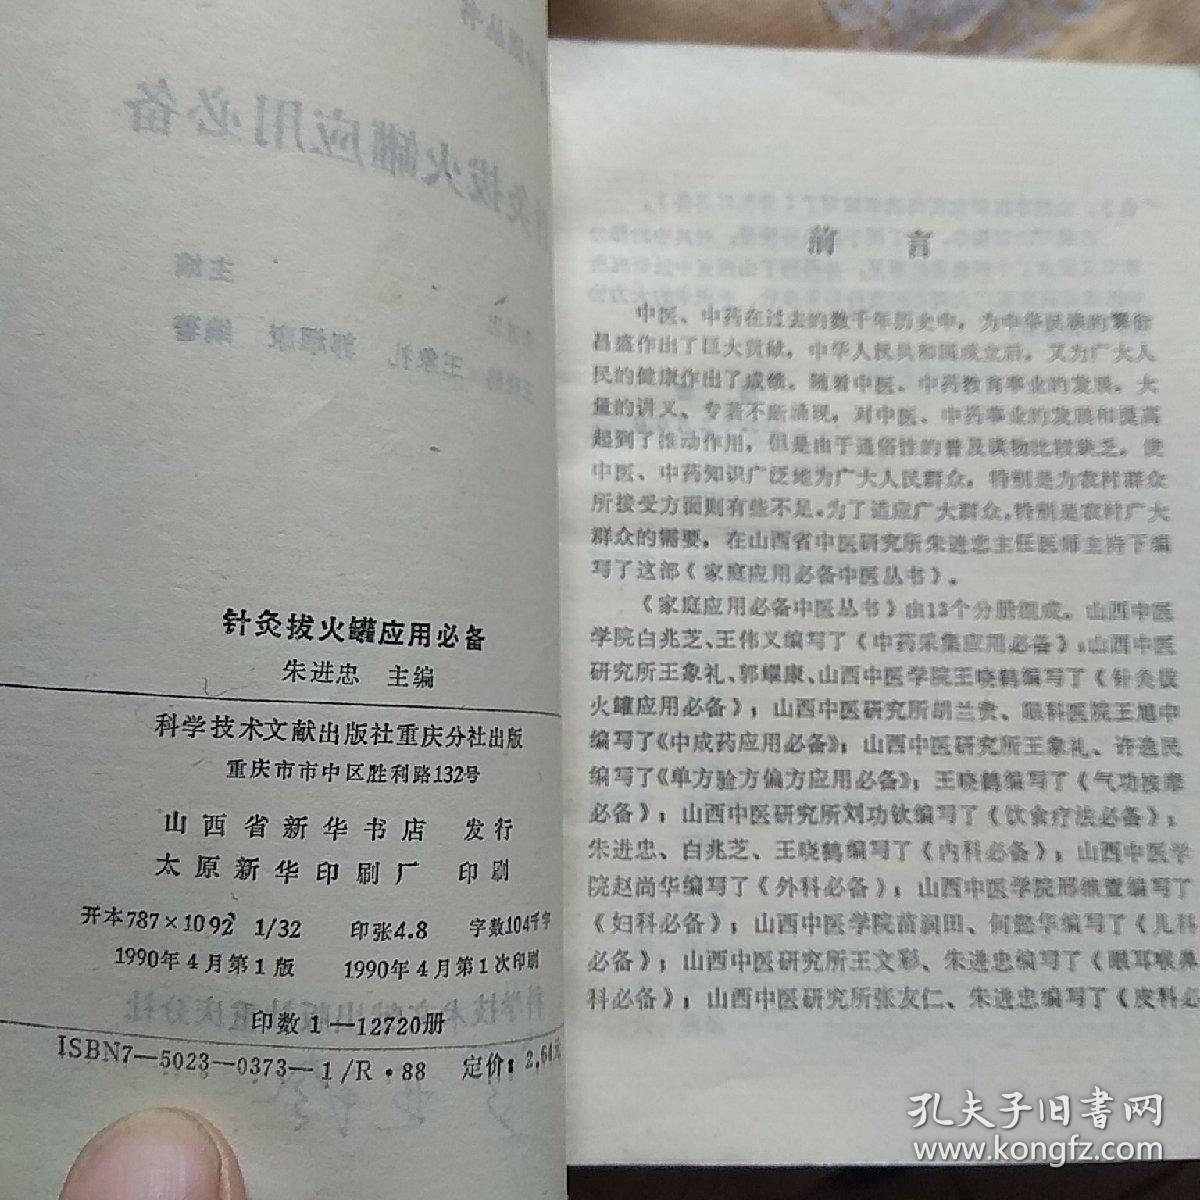 针灸拔火罐应用必备
朱进忠 主编
科学技术文献出版社重庆分社出版
重庆市市中区胜利路132号
山西省新华书店 发行
太原新华印刷厂 印刷
开本787×1092 1/32 印张4.8 字数104千字
1990年4月第1版 1990年4月第1次印刷
印数1—12720册
ISBN7—5023—0373—1/R·88 定价：2.64元
前 言
中医、中药在过去的数千年历史中，为中华民族的繁衍
昌盛作出了巨大贡献，中华人民共和国成立后，又为广大人
民的健康作出了成绩。随着中医、中药教育事业的发展，大
量的讲义、专著不断涌现，对中医、中药事业的发展和提高
起到了推动作用，但是由于通俗性的普及读物比较缺乏，使
中医、中药知识广泛地为广大人民群众，特别是为农村群众
所接受方面则有些不足。为了适应广大群众，特别是农村广大
群众的需要，在山西省中医研究所朱进忠主任医师主持下编
写了这部《家庭应用必备中医丛书》。
《家庭应用必备中医丛书》由13个分册组成。山西中医
学院白兆芝、王伟义编写了《中药采集应用必备》；山西中医
研究所王象礼、郭耀康、山西中医学院王晓鹤编写了《针灸拔
火罐应用必备》；山西中医研究所胡兰贵、眼科医院王旭中
编写了《中成药应用必备》；山西中医研究所王象礼、许逸民
编写了《单方验方偏方应用必备》；王晓鹤编写了《气功按摩
必备》；山西中医研究所刘功钦编写了《饮食疗法必备》；
朱进忠、白兆芝、王晓鹤编写了《内科必备》；山西中医学
院赵尚华编写了《外科必备》；山西中医学院邢维萱编写了
《妇科必备》；山西中医学院苗润田、何懿华编写了《儿科
必备》；山西中医研究所王文彩、朱进忠编写了《眼耳喉鼻
科必备》；山西中医研究所张友仁、朱进忠编写了《皮科必
孔夫子旧书网
www.kongfz.com